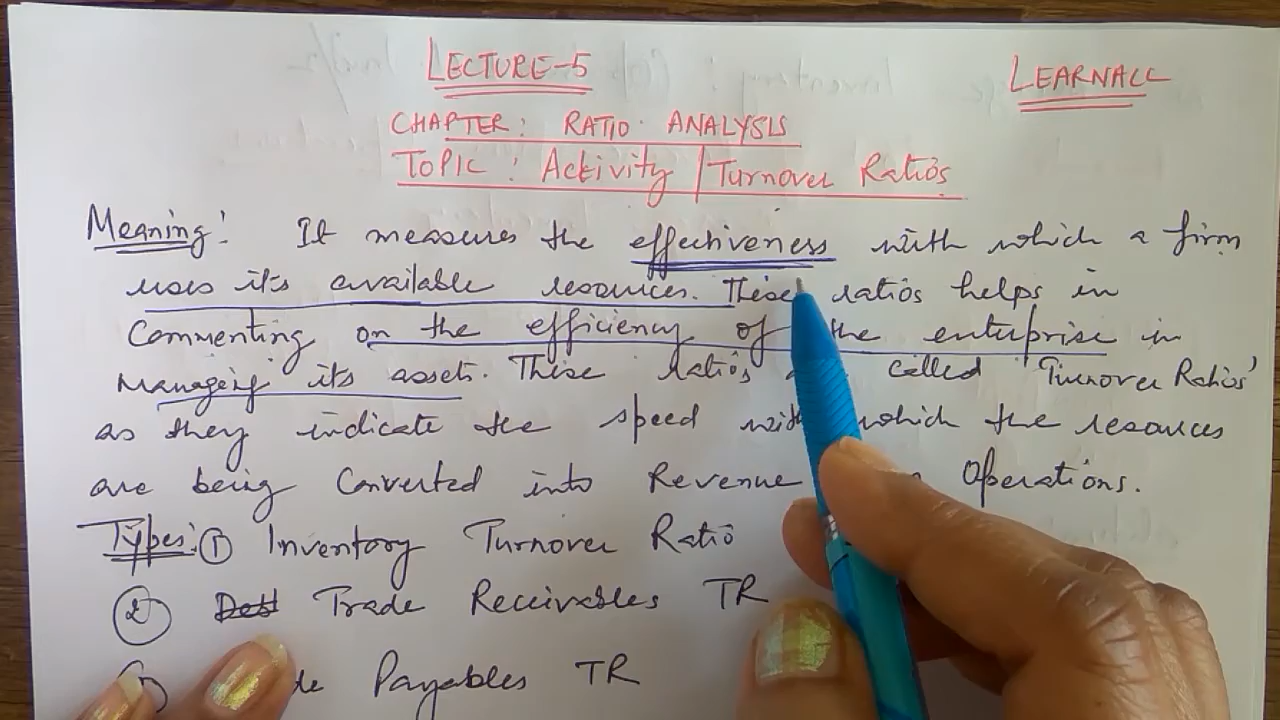 LECTURE-5
LEARNACC
CHAPTER: RATIO ANALYSIS
TOPIC: Activity / Turnover Ratios
Meaning: It measures the effectiveness with which a firm
uses it's available resources. These ratios helps in
Commenting on the efficiency of the enterprise in
Managing its assets. These ratios called 'Turnover Ratios'
as they indicate the speed with which the resources
are being Converted into Revenue Operations.
Types: ① Inventory Turnover Ratio
② Trade Receivables TR
Payables TR